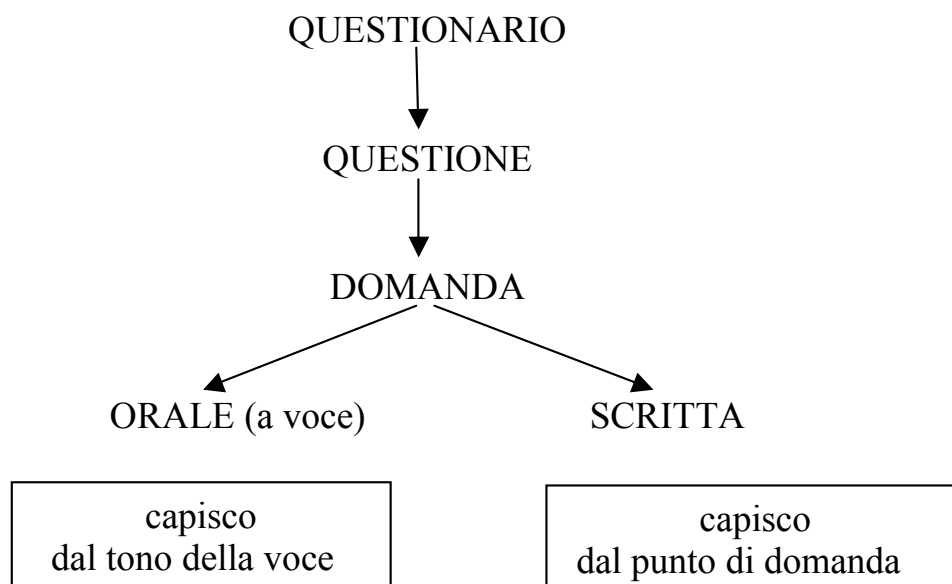 QUESTIONARIO
QUESTIONE
DOMANDA
ORALE (a voce)
SCRITTA
capisco
dal tono della voce
capisco
dal punto di domanda